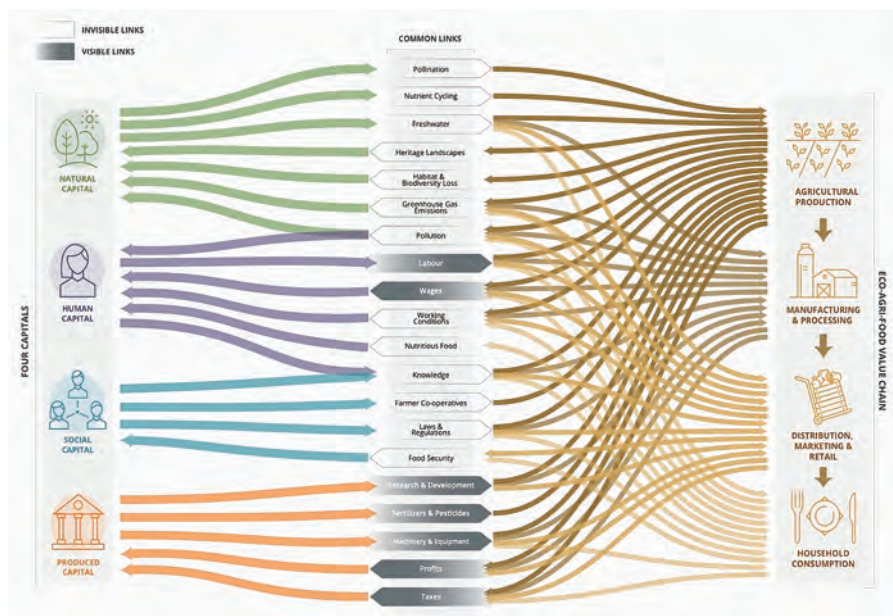 INVISIBLE LINKS
VISIBLE LINKS
COMMON LINKS
FOUR CAPITALS
NATURAL
CAPITAL
HUMAN
CAPITAL
SOCIAL
CAPITAL
PRODUCED
CAPITAL
Pollination
Nutrient Cycling
Freshwater
Heritage Landscapes
Habitat &
Biodiversity Loss
Greenhouse Gas
Emissions
Pollution
Labour
Wages
Working
Conditions
Nutritious Food
Knowledge
Farmer Co-operatives
Laws &
Regulations
Food Security
Research & Development
Fertilizers & Pesticides
Machinery & Equipment
Profits
Taxes
AGRICULTURAL
PRODUCTION
MANUFACTURING
& PROCESSING
DISTRIBUTION,
MARKETING &
RETAIL
HOUSEHOLD
CONSUMPTION
ECO-AGRI-FOOD VALUE CHAIN